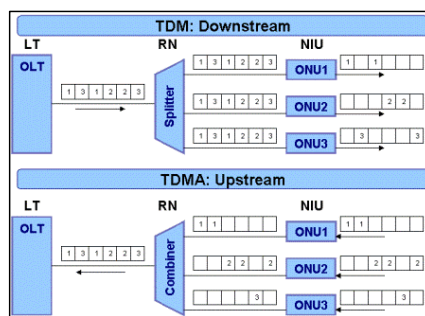 TDM: Downstream
LT RN NIU
OLT
1 3 1 2 2 3
Splitter
1 3 1 2 2 3
ONU1
1 1
1 3 1 2 2 3
ONU2
2 2
1 3 1 2 2 3
ONU3
3 3
TDMA: Upstream
LT RN NIU
OLT
1 3 1 2 2 3
Combiner
1 1
ONU1
1 1
2 2 2
ONU2
2 2 2
3
ONU3
3